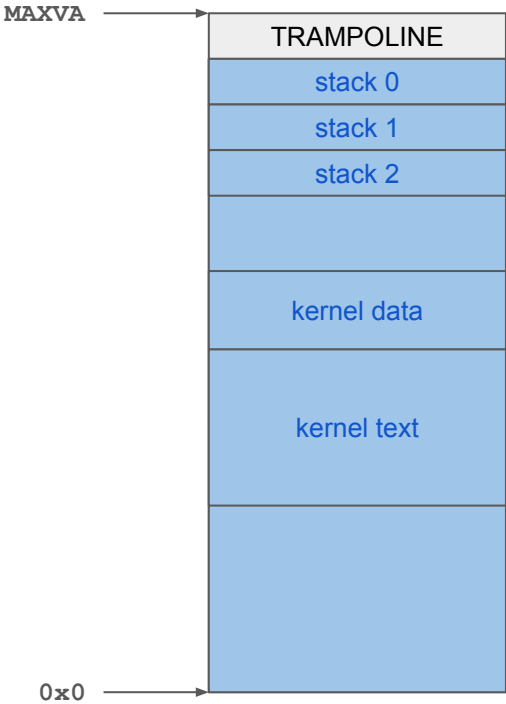 MAXVA
TRAMPOLINE
stack 0
stack 1
stack 2
kernel data
kernel text
0x0